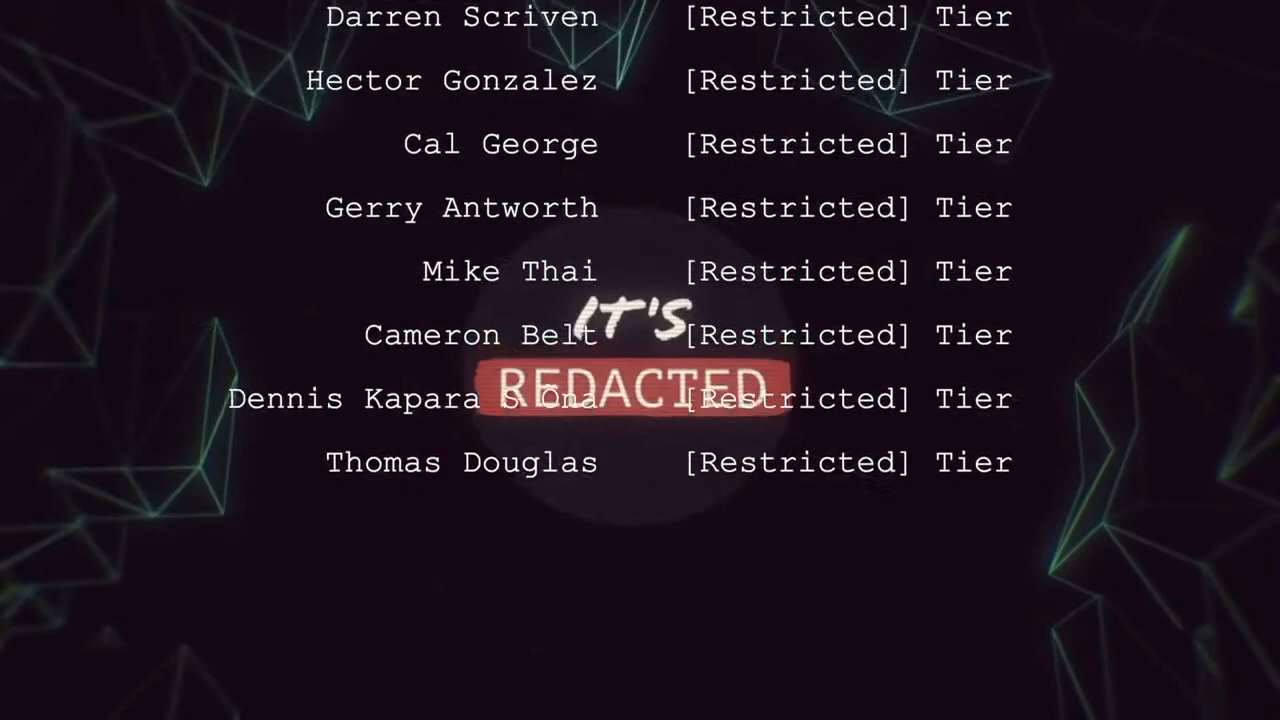 Darren Scriven [Restricted] Tier
Hector Gonzalez [Restricted] Tier
Cal George [Restricted] Tier
Gerry Antworth [Restricted] Tier
Mike Thai [Restricted] Tier
IT'S
Cameron Belt [Restricted] Tier
REDACTED
Dennis Kapara S Õna [Restricted] Tier
Thomas Douglas [Restricted] Tier